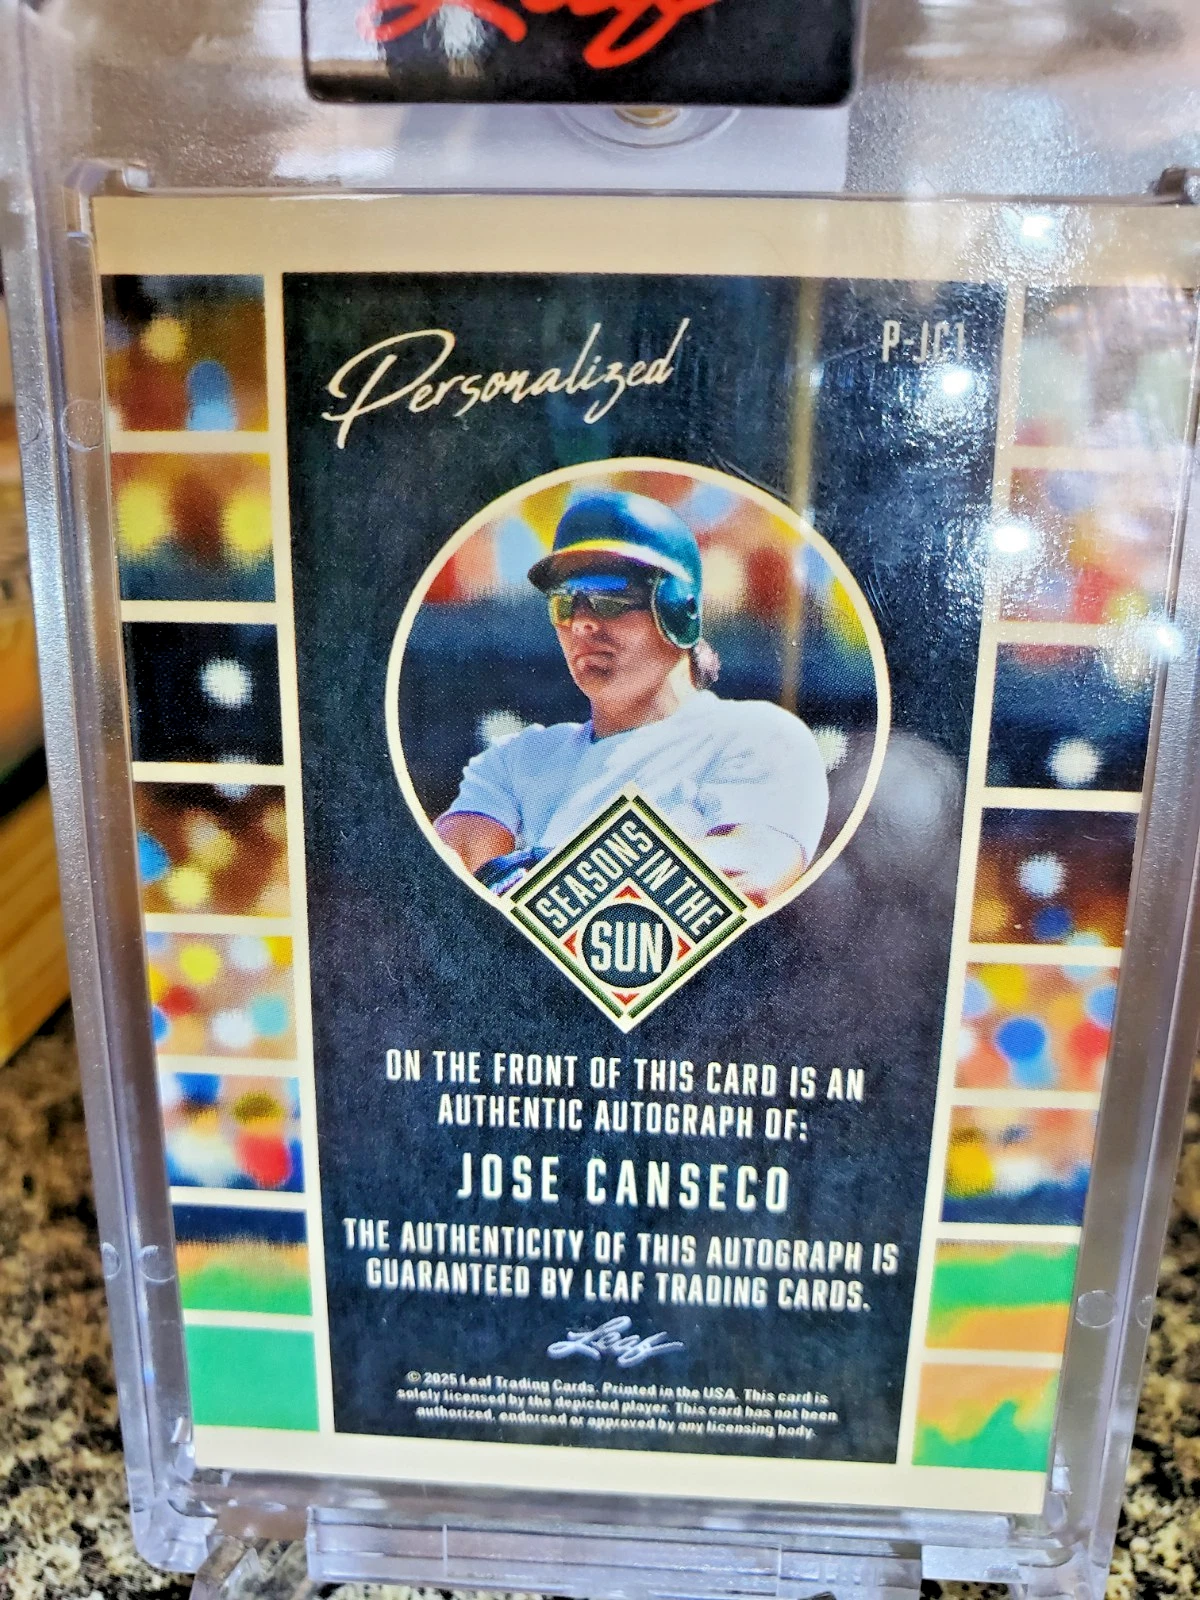 Leaf
Personalized
P-JC1
SEASONS IN THE
SUN
ON THE FRONT OF THIS CARD IS AN
AUTHENTIC AUTOGRAPH OF:
JOSE CANSECO
THE AUTHENTICITY OF THIS AUTOGRAPH IS
GUARANTEED BY LEAF TRADING CARDS.
Leaf
© 2025 Leaf Trading Cards. Printed in the USA. This card is
solely licensed by the depicted player. This card has not been
authorized, endorsed or approved by any licensing body.